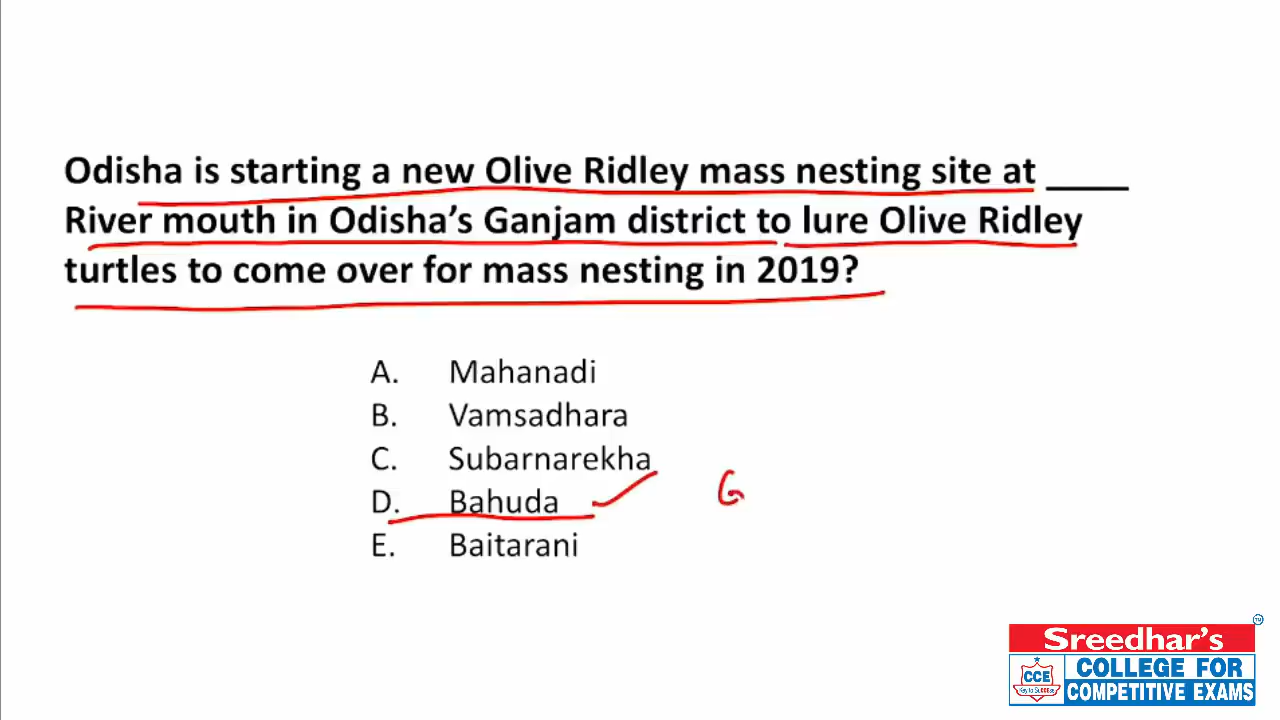 Odisha is starting a new Olive Ridley mass nesting site at ____
River mouth in Odisha's Ganjam district to lure Olive Ridley
turtles to come over for mass nesting in 2019?
A. Mahanadi
B. Vamsadhara
C. Subarnarekha
D. Bahuda
G
E. Baitarani
TM
Sreedhar's
CCE
COLLEGE FOR
COMPETITIVE EXAMS